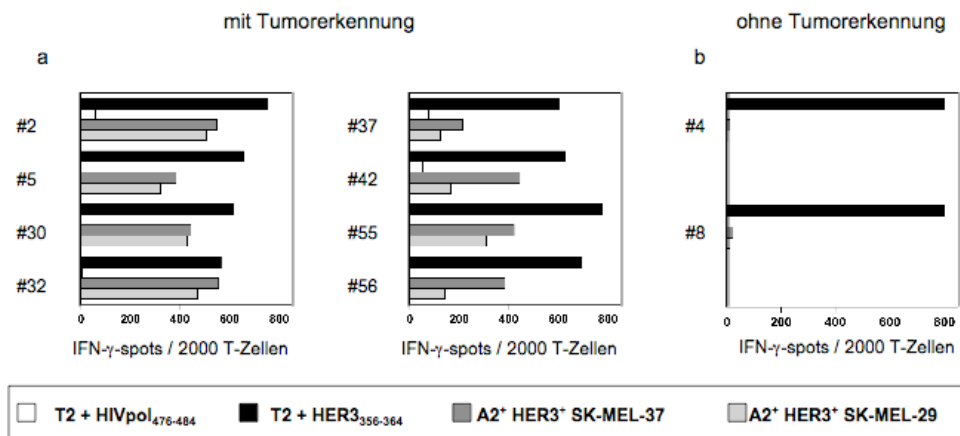 mit Tumorerkennung
ohne Tumorerkennung
a
b
#2
#5
#30
#32
0 200 400 600 800
IFN-γ-spots / 2000 T-Zellen
#37
#42
#55
#56
0 200 400 600 800
IFN-γ-spots / 2000 T-Zellen
#4
#8
0 200 400 600 800
IFN-γ-spots / 2000 T-Zellen
T2 + HIVpol476-484
T2 + HER3356-364
A2+ HER3+ SK-MEL-37
A2+ HER3+ SK-MEL-29